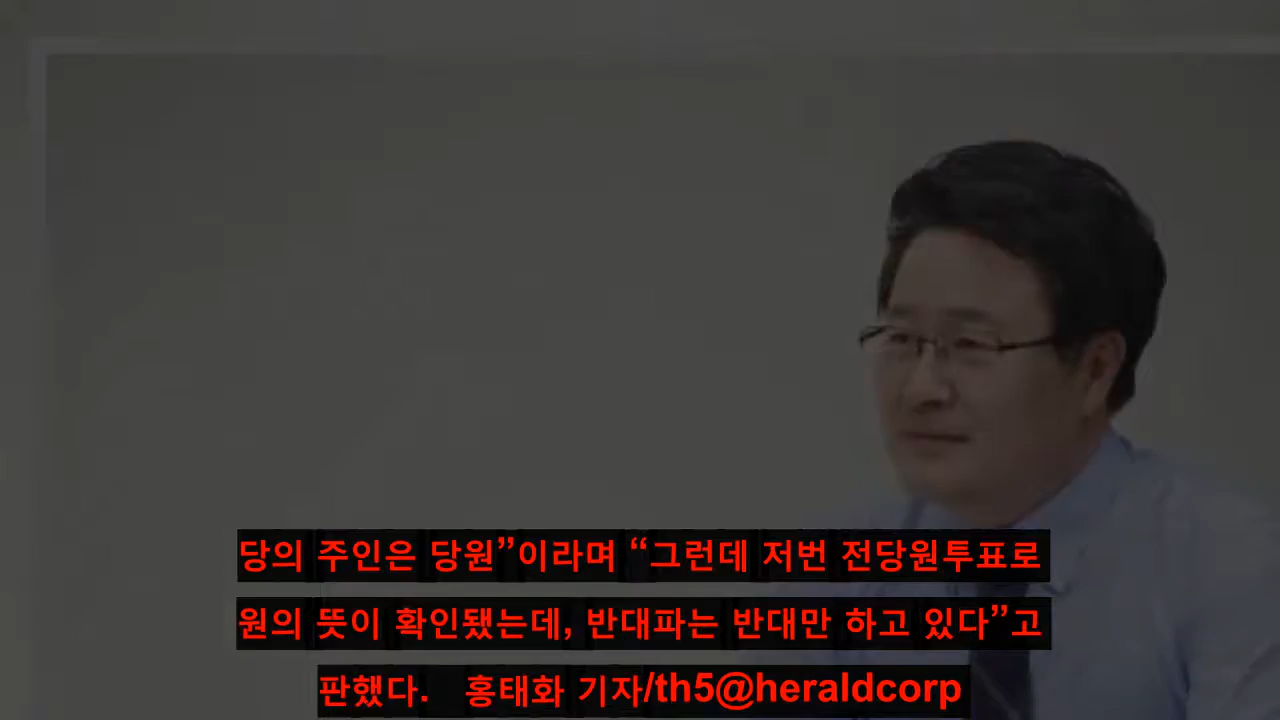 당의 주인은 당원”이라며 “그런데 저번 전당원투표로
원의 뜻이 확인됐는데, 반대파는 반대만 하고 있다”고
판했다. 홍태화 기자/th5@heraldcorp